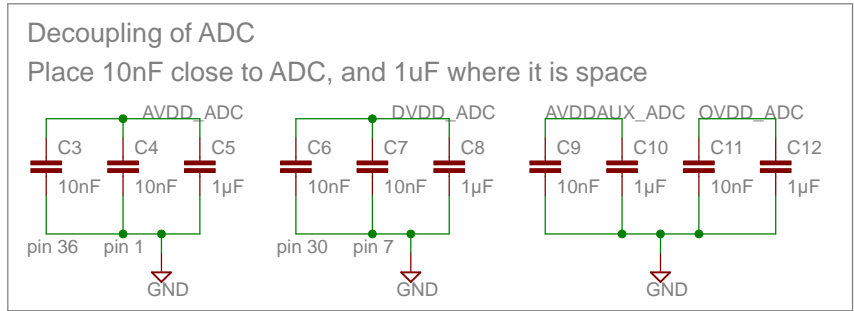 Decoupling of ADC
Place 10nF close to ADC, and 1uF where it is space
AVDD_ADC DVDD_ADC AVDDAUX_ADC OVDD_ADC
C3 C4 C5 C6 C7 C8 C9 C10 C11 C12
10nF 10nF 1µF 10nF 10nF 1µF 10nF 1µF 10nF 1µF
pin 36 pin 1 pin 30 pin 7
GND GND GND